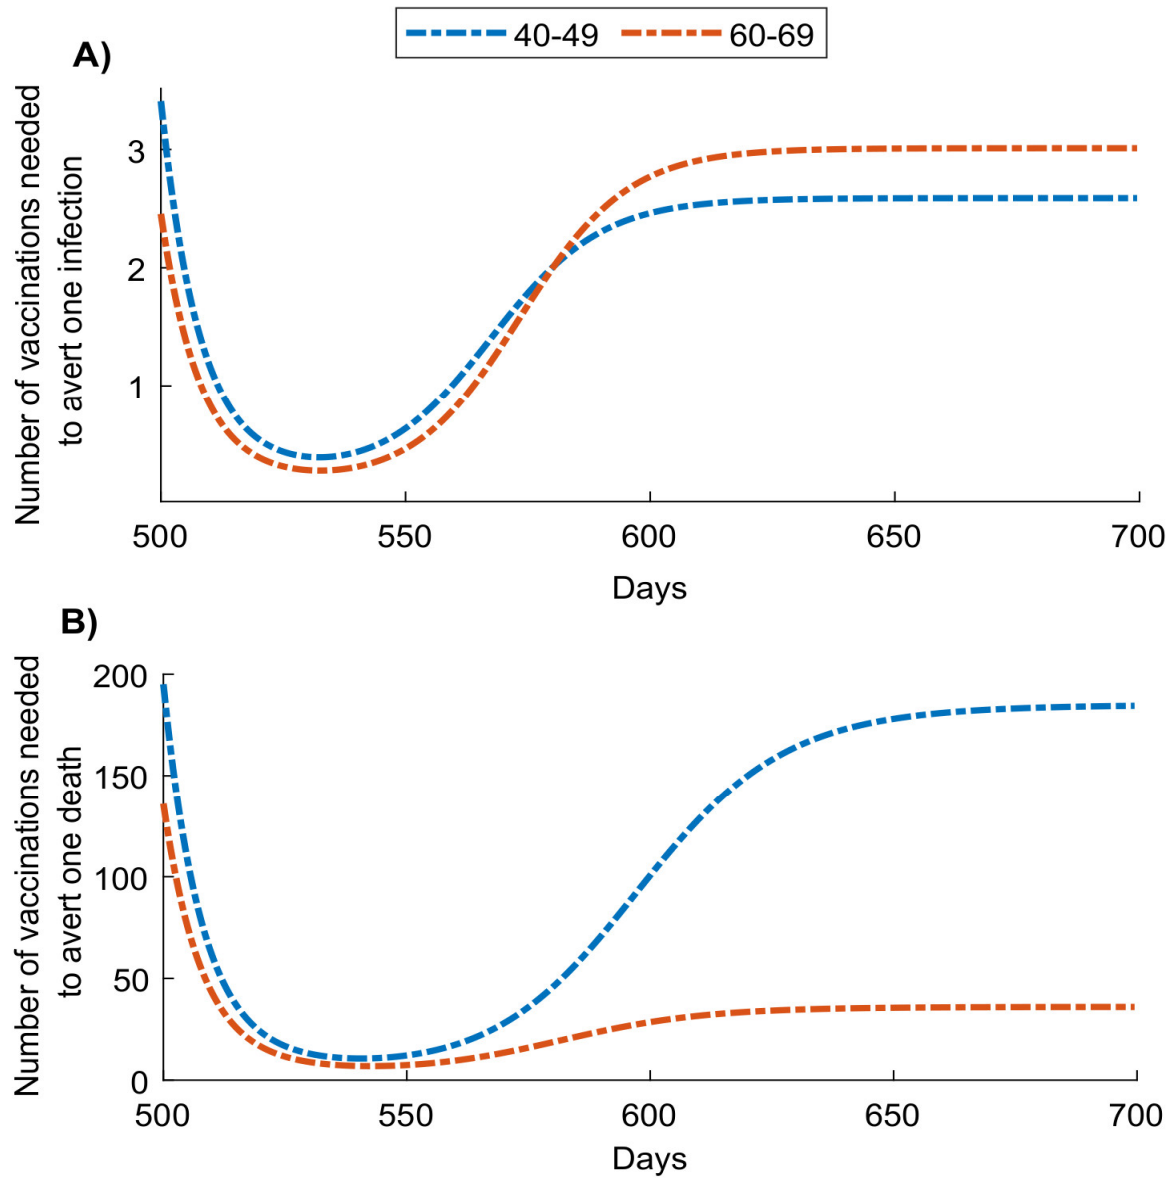 40-49 60-69
A)
Number of vaccinations needed
to avert one infection
3
2
1
500 550 600 650 700
Days
B)
Number of vaccinations needed
to avert one death
200
150
100
50
0
500 550 600 650 700
Days